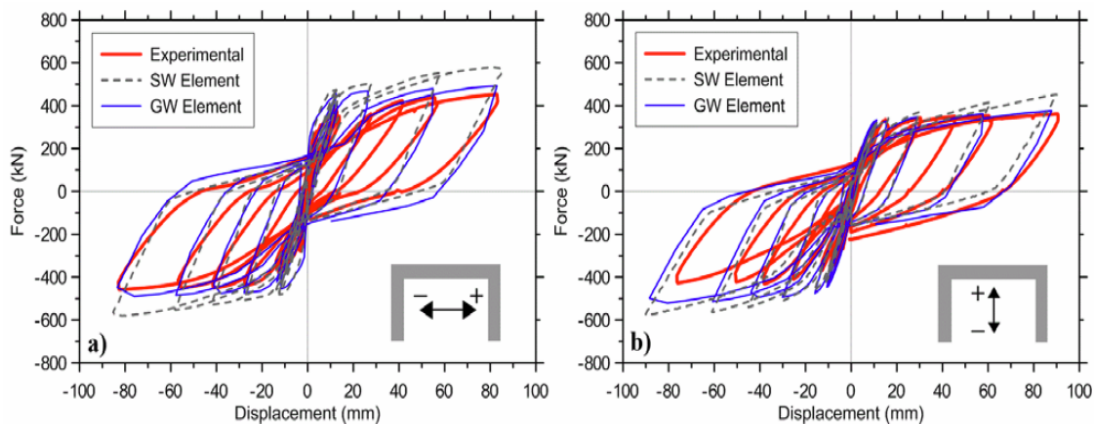 800
600
400
200
0
-200
-400
-600
-800
Force (kN)
Experimental
SW Element
GW Element
− +
a)
-100 -80 -60 -40 -20 0 20 40 60 80 100
Displacement (mm)
800
600
400
200
0
-200
-400
-600
-800
Force (kN)
Experimental
SW Element
GW Element
+
−
b)
-100 -80 -60 -40 -20 0 20 40 60 80 100
Displacement (mm)